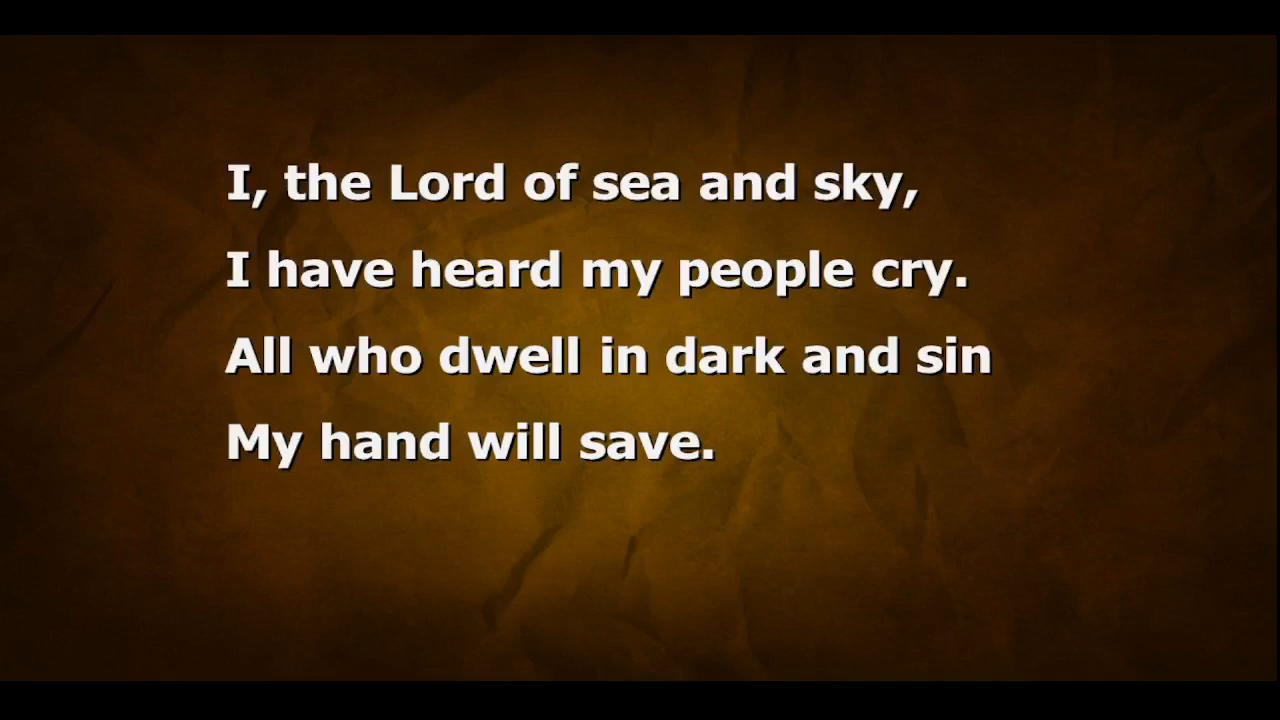 I, the Lord of sea and sky,
I have heard my people cry.
All who dwell in dark and sin
My hand will save.